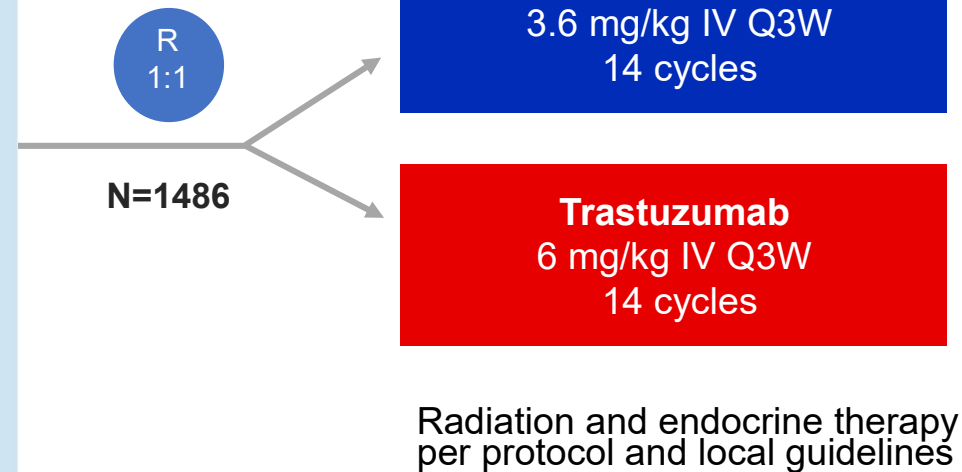 R
1:1
N=1486
3.6 mg/kg IV Q3W
14 cycles
Trastuzumab
6 mg/kg IV Q3W
14 cycles
Radiation and endocrine therapy
per protocol and local guidelines